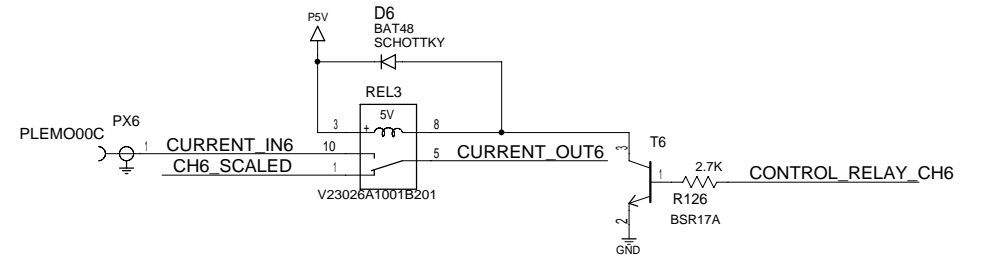 P5V
D6
BAT48
SCHOTTKY
REL3
5V
3
+
8
PLEMO00C
PX6
1
CURRENT_IN6
10
CH6_SCALED
1
5
CURRENT_OUT6
V23026A1001B201
3
T6
1
2.7K
CONTROL_RELAY_CH6
R126
BSR17A
2
GND